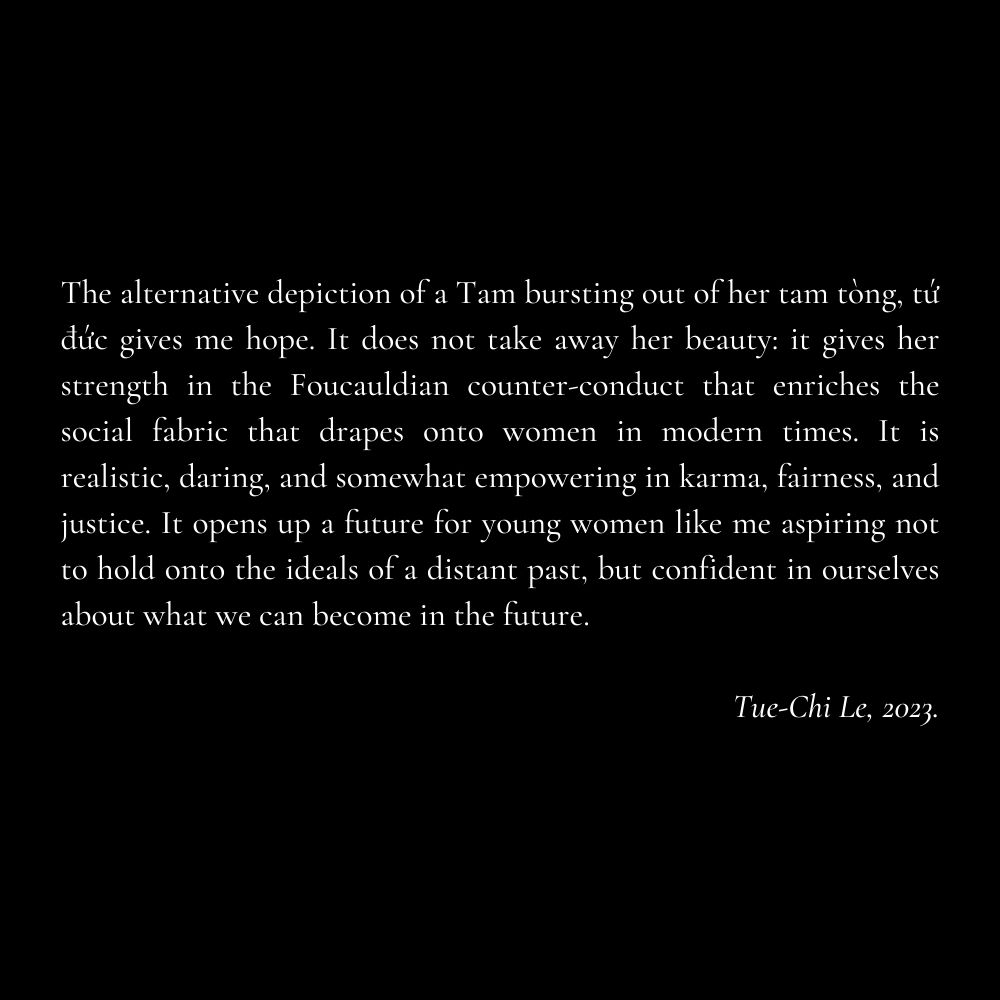 The alternative depiction of a Tam bursting out of her tam tòng, tứ
đức gives me hope. It does not take away her beauty: it gives her
strength in the Foucauldian counter-conduct that enriches the
social fabric that drapes onto women in modern times. It is
realistic, daring, and somewhat empowering in karma, fairness, and
justice. It opens up a future for young women like me aspiring not
to hold onto the ideals of a distant past, but confident in ourselves
about what we can become in the future.
Tue-Chi Le, 2023.